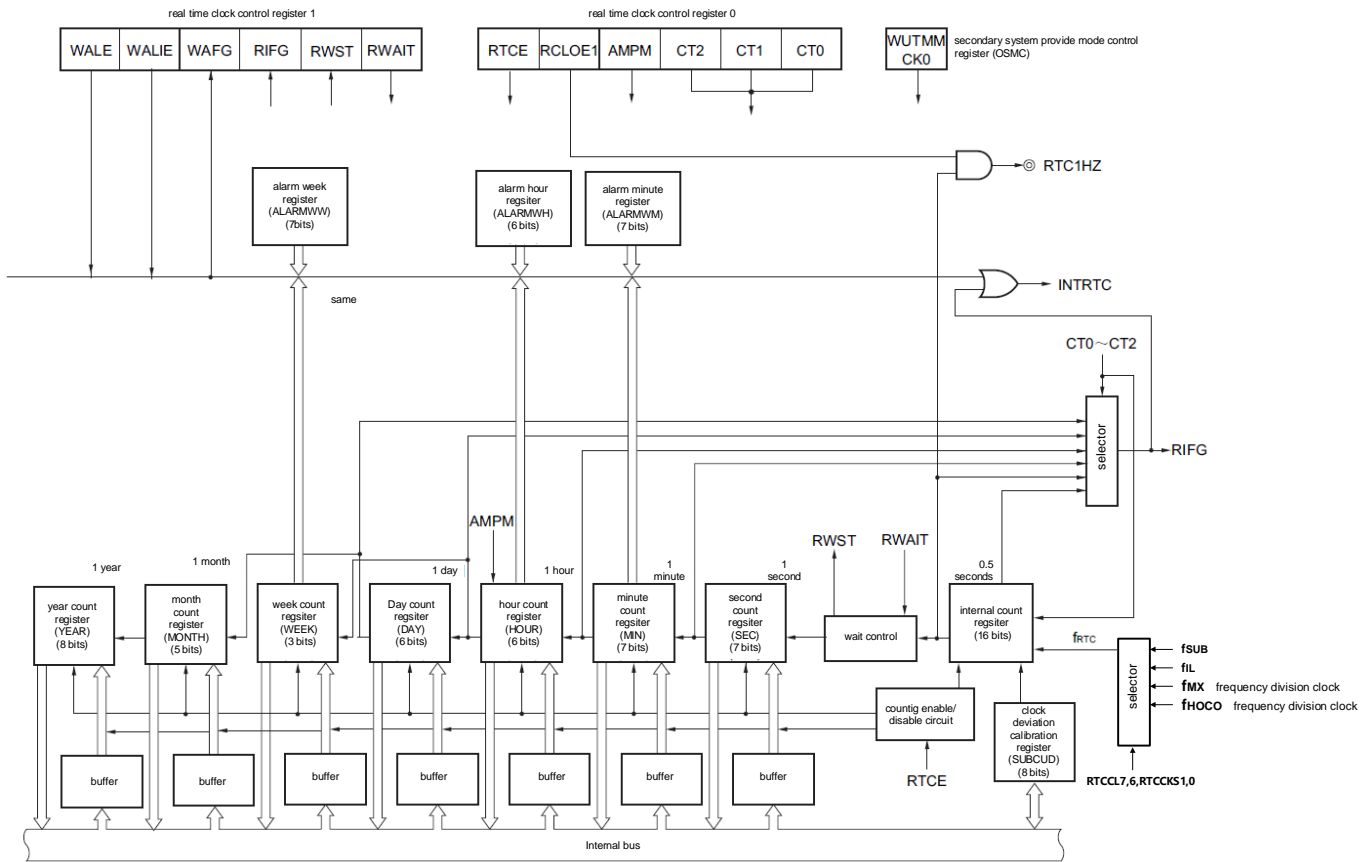 real time clock control register 1
real time clock control register 0
WALE WALIE WAFG RIFG RWST RWAIT
RTCE RCLOE1 AMPM CT2 CT1 CT0
WUTMM
CK0
secondary system provide mode control
register (OSMC)
RTC1HZ
alarm week
register
(ALARMWW)
(7bits)
alarm hour
regsiter
(ALARMWH)
(6 bits)
alarm minute
register
(ALARMWM)
(7 bits)
INTRTC
same
CT0～CT2
selector
RIFG
AMPM
RWST
RWAIT
1 year
1 month
1 day
1 hour
1
minute
1
second
0.5
seconds
year count
register
(YEAR)
(8 bits)
month
count
register
(MONTH)
(5 bits)
week count
regsiter
(WEEK)
(3 bits)
Day count
regsiter
(DAY)
(6 bits)
hour count
register
(HOUR)
(6 bits)
minute
count
regsiter
(MIN)
(7 bits)
second
count
regsiter
(SEC)
(7 bits)
wait control
internal count
regsiter
(16 bits)
fRTC
selector
fSUB
fIL
fMX frequency division clock
fHOCO frequency division clock
RTCCL7,6,RTCCKS1,0
countig enable/
disable circuit
RTCE
clock
deviation
calibration
register
(SUBCUD)
(8 bits)
buffer
buffer
buffer
buffer
buffer
buffer
buffer
Internal bus